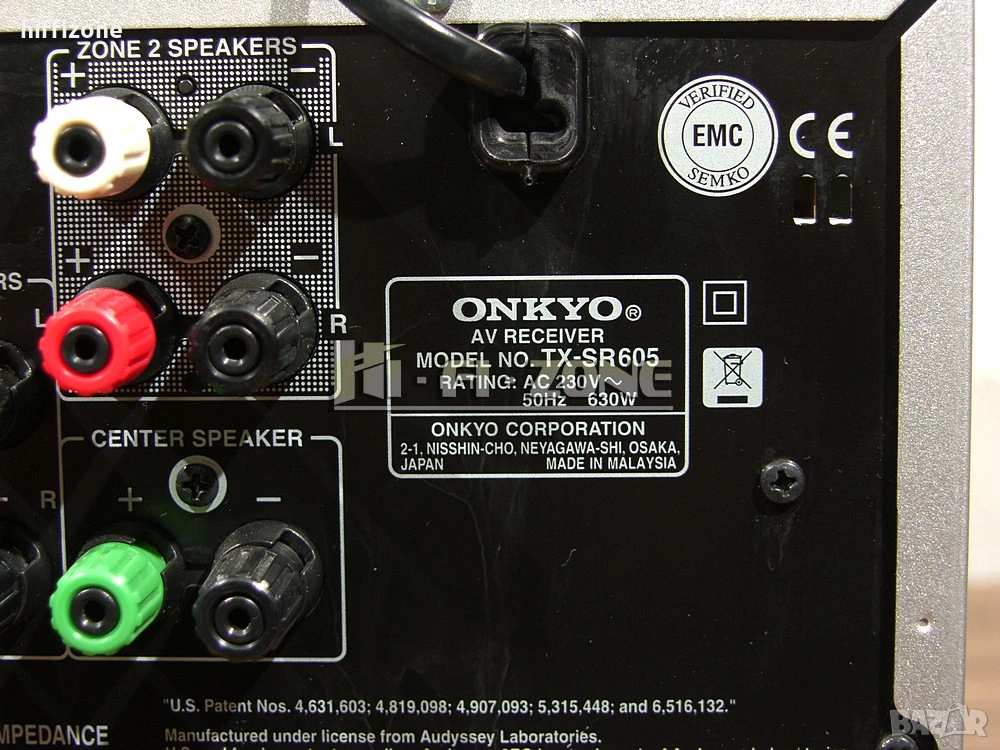 hiffizone
ZONE 2 SPEAKERS
+ −
L
+ −
R
RS
L
R
CENTER SPEAKER
+ −
VERIFIED
EMC
SEMKO
CE
ONKYO®
AV RECEIVER
MODEL NO. TX-SR605
RATING: AC 230V ~
50Hz 630W
ONKYO CORPORATION
2-1, NISSHIN-CHO, NEYAGAWA-SHI, OSAKA,
JAPAN MADE IN MALAYSIA
Hi-Fi ZONE
"U.S. Patent Nos. 4,631,603; 4,819,098; 4,907,093; 5,315,448; and 6,516,132."
IMPEDANCE
Manufactured under license from Audyssey Laboratories.
BAZAR